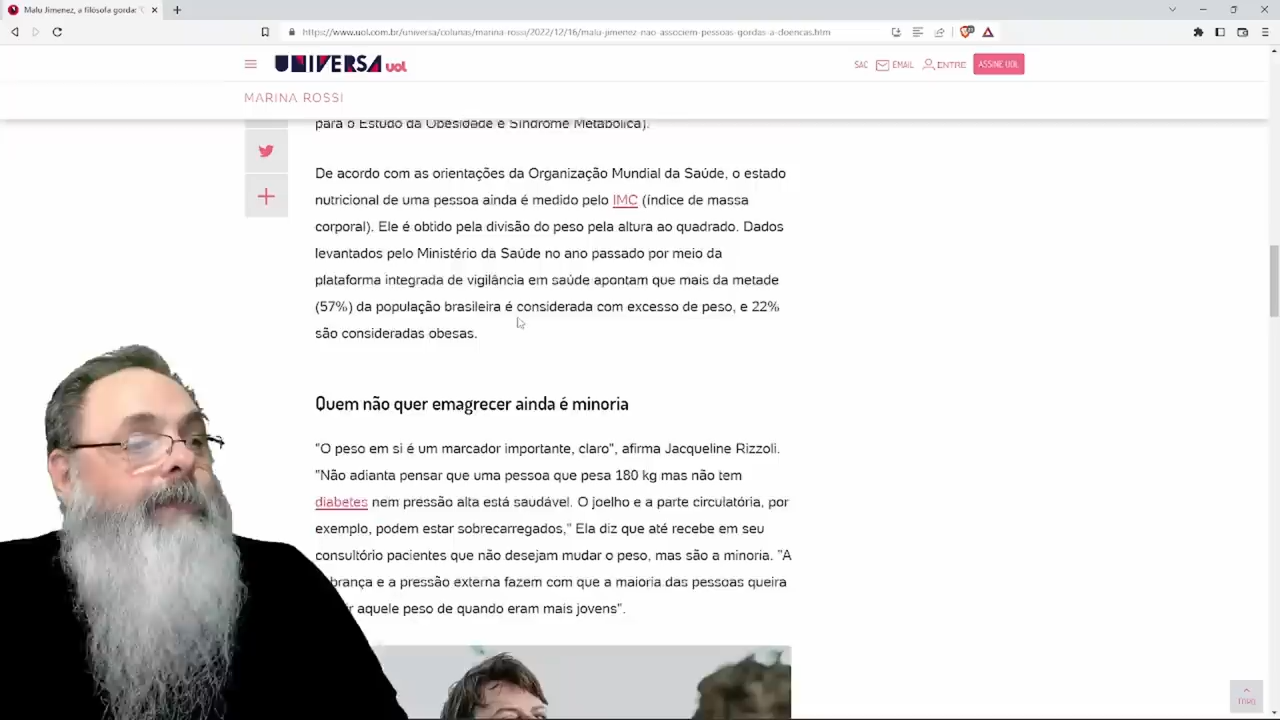 Malu Jimenez, a filósofa gorda: "
https://www.uol.com.br/universa/colunas/marina-rossi/2022/12/16/malu-jimenez-nao-associem-pessoas-gordas-a-doencas.htm
UNIVERSA uol
SAC
EMAIL
ENTRE
ASSINE UOL
MARINA ROSSI
para o Estudo da Obesidade e Síndrome Metabólica).
De acordo com as orientações da Organização Mundial da Saúde, o estado
nutricional de uma pessoa ainda é medido pelo IMC (índice de massa
corporal). Ele é obtido pela divisão do peso pela altura ao quadrado. Dados
levantados pelo Ministério da Saúde no ano passado por meio da
plataforma integrada de vigilância em saúde apontam que mais da metade
(57%) da população brasileira é considerada com excesso de peso, e 22%
são consideradas obesas.
Quem não quer emagrecer ainda é minoria
"O peso em si é um marcador importante, claro", afirma Jacqueline Rizzoli.
"Não adianta pensar que uma pessoa que pesa 180 kg mas não tem
diabetes nem pressão alta está saudável. O joelho e a parte circulatória, por
exemplo, podem estar sobrecarregados," Ela diz que até recebe em seu
consultório pacientes que não desejam mudar o peso, mas são a minoria. "A
brança e a pressão externa fazem com que a maioria das pessoas queira
r aquele peso de quando eram mais jovens".
TOPO